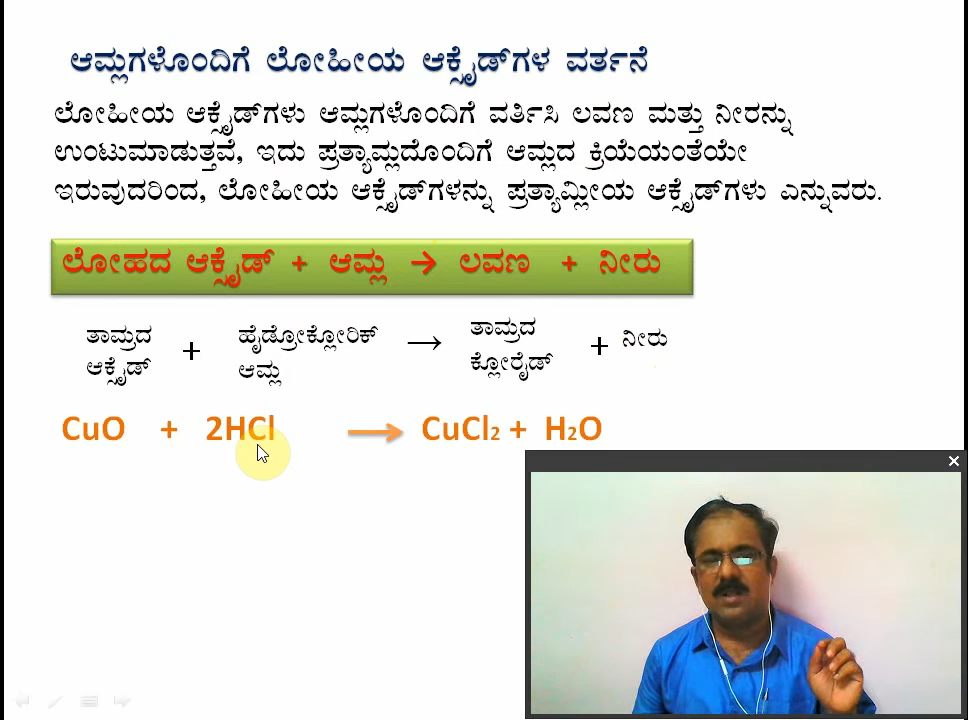 ಆಮ್ಲಗಳೊಂದಿಗೆ ಲೋಹೀಯ ಆಕ್ಸೈಡ್‌ಗಳ ವರ್ತನೆ
ಲೋಹೀಯ ಆಕ್ಸೈಡ್‌ಗಳು ಆಮ್ಲಗಳೊಂದಿಗೆ ವರ್ತಿಸಿ ಲವಣ ಮತ್ತು ನೀರನ್ನು
ಉಂಟುಮಾಡುತ್ತವೆ, ಇದು ಪ್ರತ್ಯಾಮ್ಲದೊಂದಿಗೆ ಆಮ್ಲದ ಕ್ರಿಯೆಯಂತೆಯೇ
ಇರುವುದರಿಂದ, ಲೋಹೀಯ ಆಕ್ಸೈಡ್‌ಗಳನ್ನು ಪ್ರತ್ಯಾಮ್ಲೀಯ ಆಕ್ಸೈಡ್‌ಗಳು ಎನ್ನುವರು.
ಲೋಹದ ಆಕ್ಸೈಡ್ + ಆಮ್ಲ → ಲವಣ + ನೀರು
ತಾಮ್ರದ ಆಕ್ಸೈಡ್ + ಹೈಡ್ರೋಕ್ಲೋರಿಕ್ ಆಮ್ಲ → ತಾಮ್ರದ ಕ್ಲೋರೈಡ್ + ನೀರು
CuO + 2HCl → CuCl₂ + H₂O